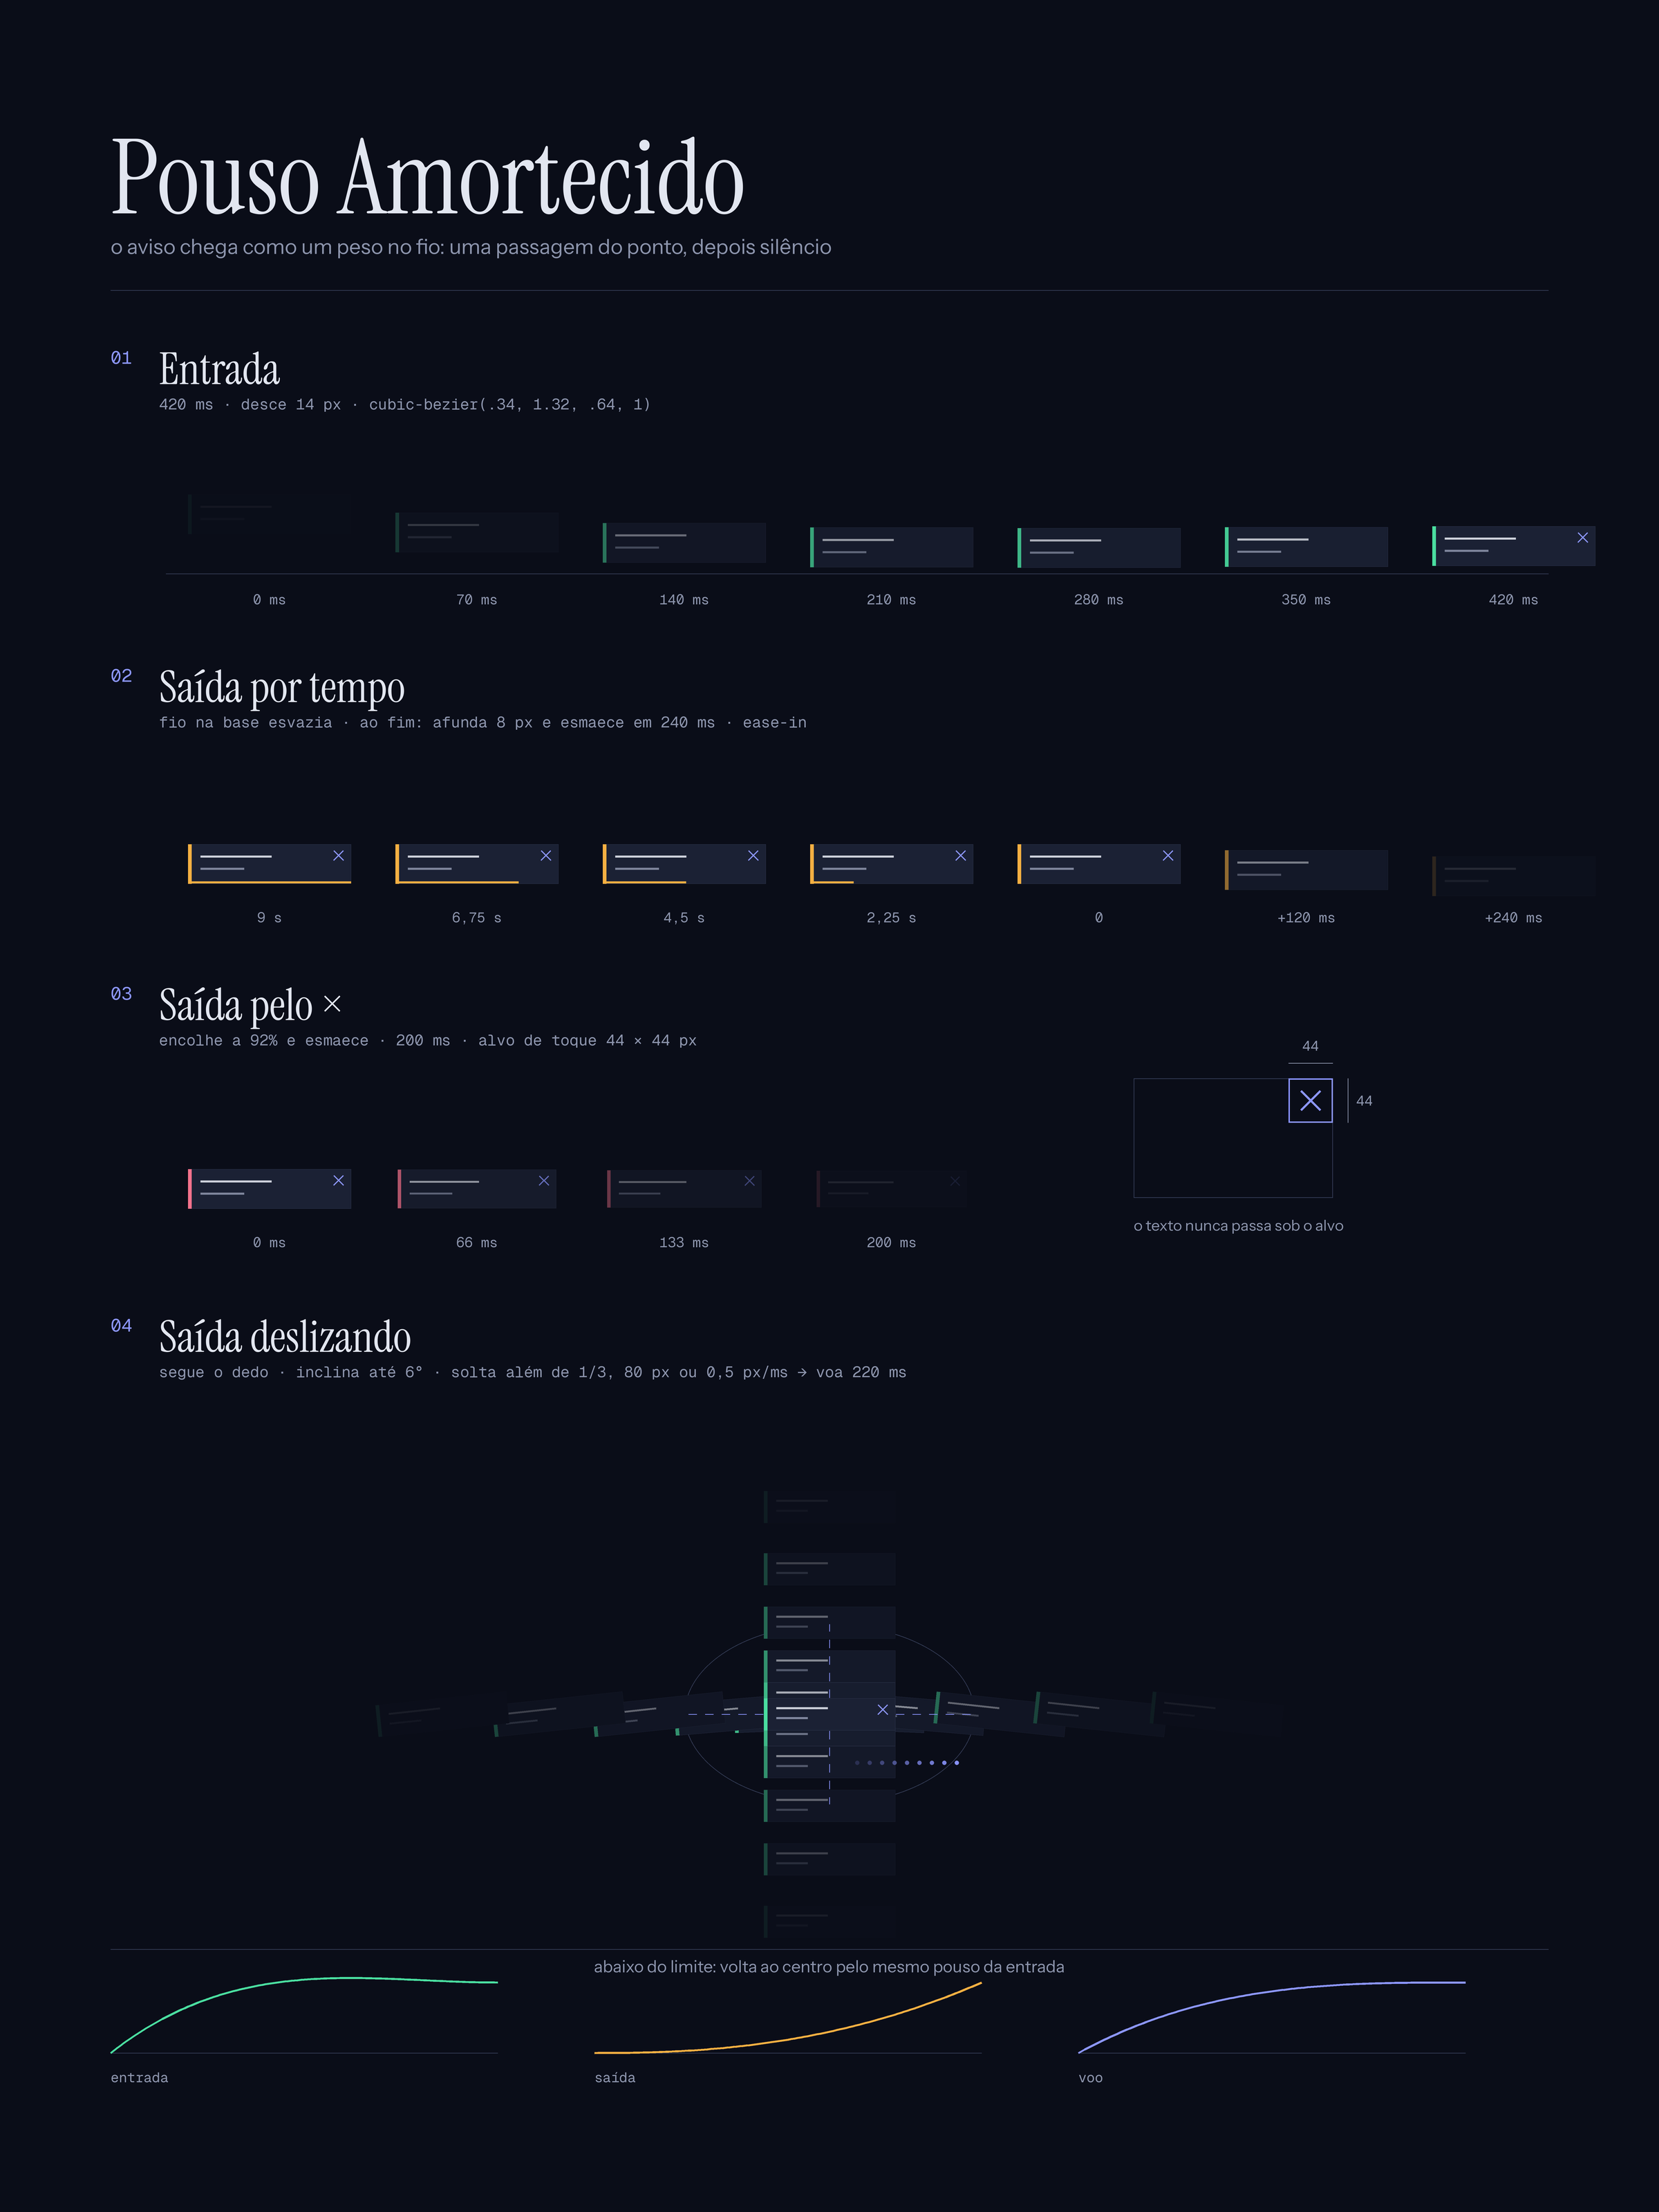 Pouso Amortecido
o aviso chega como um peso no fio: uma passagem do ponto, depois silêncio
01
Entrada
420 ms · desce 14 px · cubic-bezier(.34, 1.32, .64, 1)
0 ms
70 ms
140 ms
210 ms
280 ms
350 ms
420 ms
02
Saída por tempo
fio na base esvazia · ao fim: afunda 8 px e esmaece em 240 ms · ease-in
9 s
6,75 s
4,5 s
2,25 s
0
+120 ms
+240 ms
03
Saída pelo ×
encolhe a 92% e esmaece · 200 ms · alvo de toque 44 × 44 px
44
44
o texto nunca passa sob o alvo
0 ms
66 ms
133 ms
200 ms
04
Saída deslizando
segue o dedo · inclina até 6° · solta além de 1/3, 80 px ou 0,5 px/ms → voa 220 ms
abaixo do limite: volta ao centro pelo mesmo pouso da entrada
entrada
saída
voo